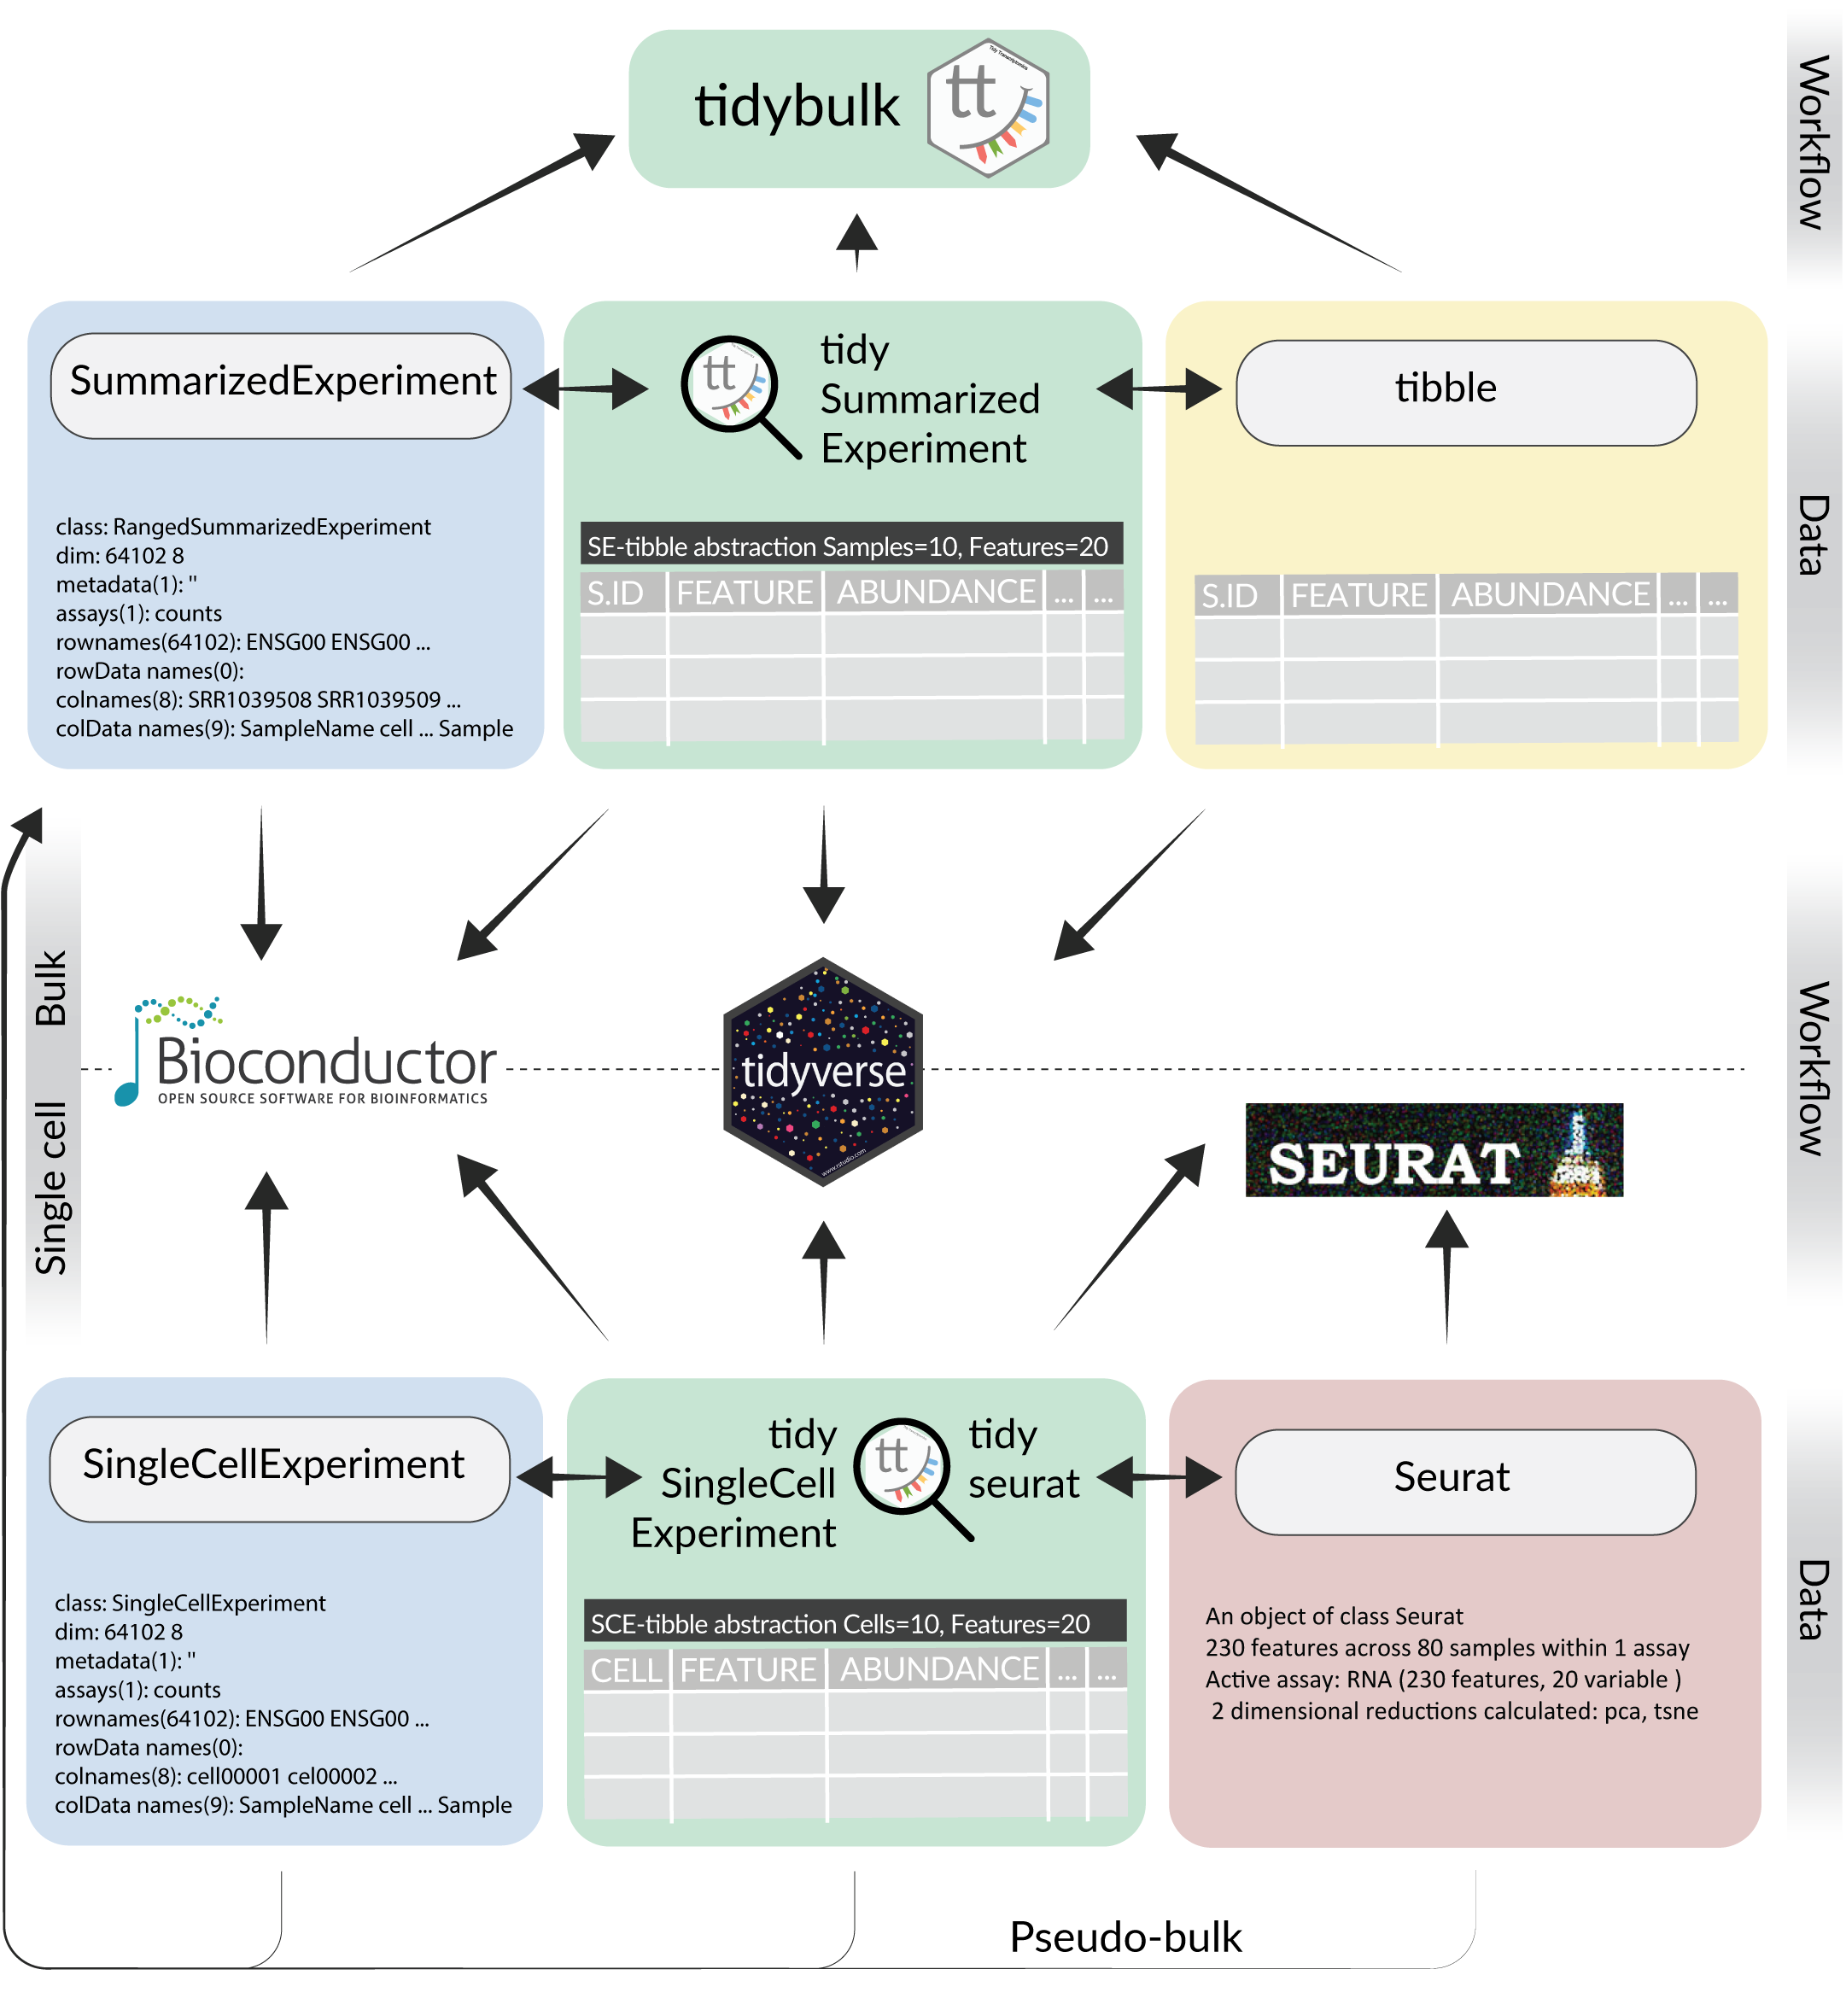 tidybulk
tt
Tidy Transcriptomics
Workflow
SummarizedExperiment
class: RangedSummarizedExperiment
dim: 64102 8
metadata(1): ''
assays(1): counts
rownames(64102): ENSG00 ENSG00 ...
rowData names(0):
colnames(8): SRR1039508 SRR1039509 ...
colData names(9): SampleName cell ... Sample
tt
tidy
Summarized
Experiment
SE-tibble abstraction Samples=10, Features=20
S.ID FEATURE ABUNDANCE ... ...
tibble
S.ID FEATURE ABUNDANCE ... ...
Data
Bulk
Single cell
Bioconductor
OPEN SOURCE SOFTWARE FOR BIOINFORMATICS
tidyverse
www.rstudio.com
SEURAT
Workflow
SingleCellExperiment
class: SingleCellExperiment
dim: 64102 8
metadata(1): ''
assays(1): counts
rownames(64102): ENSG00 ENSG00 ...
rowData names(0):
colnames(8): cell00001 cel00002 ...
colData names(9): SampleName cell ... Sample
tidy
SingleCell
Experiment
tt
tidy
seurat
SCE-tibble abstraction Cells=10, Features=20
CELL FEATURE ABUNDANCE ... ...
Seurat
An object of class Seurat
230 features across 80 samples within 1 assay
Active assay: RNA (230 features, 20 variable )
2 dimensional reductions calculated: pca, tsne
Data
Pseudo-bulk